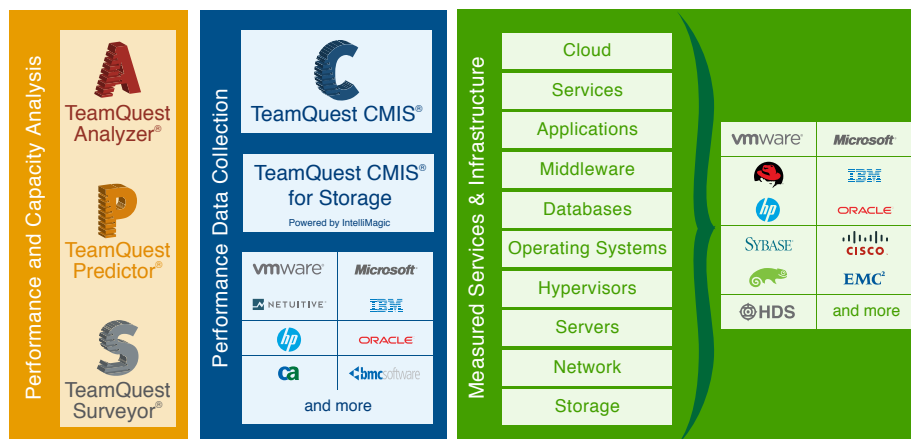 Performance and Capacity Analysis
A
TeamQuest
Analyzer®
P
TeamQuest
Predictor®
S
TeamQuest
Surveyor®
Performance Data Collection
C
TeamQuest CMIS®
TeamQuest CMIS®
for Storage
Powered by IntelliMagic
vmware® Microsoft®
NETUITIVE™ IBM
hp ORACLE
ca bmcsoftware
and more
Measured Services & Infrastructure
Cloud
Services
Applications
Middleware
Databases
Operating Systems
Hypervisors
Servers
Network
Storage
vmware® Microsoft®
IBM
hp ORACLE
SYBASE® CISCO
EMC²
HDS and more